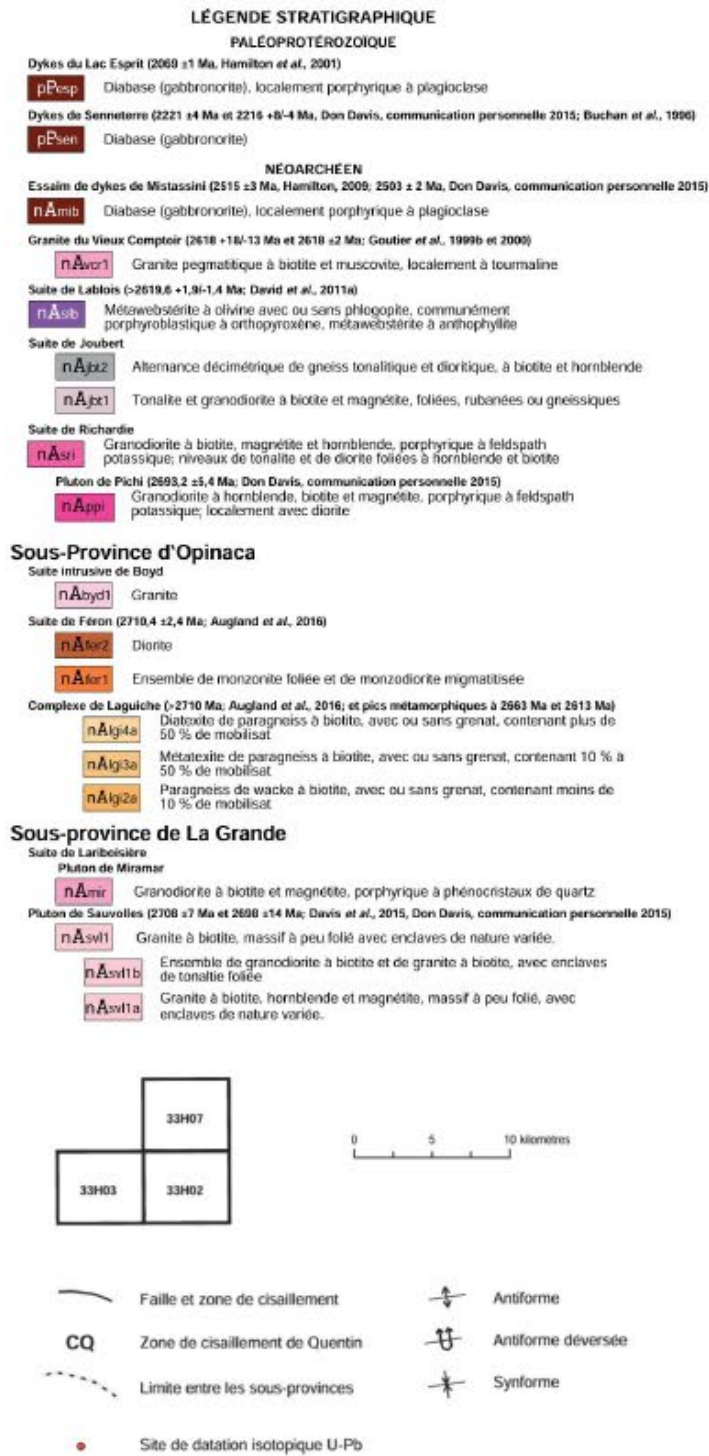 LÉGENDE STRATIGRAPHIQUE
PALÉOPROTÉROZOÏQUE
Dykes du Lac Esprit (2069 ±1 Ma, Hamilton et al., 2001)
pPesp Diabase (gabbronorite), localement porphyrique à plagioclase
Dykes de Senneterre (2221 ±4 Ma et 2216 +8/-4 Ma, Don Davis, communication personnelle 2015; Buchan et al., 1996)
pPsen Diabase (gabbronorite)
NÉOARCHÉEN
Essaim de dykes de Mistassini (2515 ±3 Ma, Hamilton, 2009; 2503 ± 2 Ma, Don Davis, communication personnelle 2015)
nAmib Diabase (gabbronorite), localement porphyrique à plagioclase
Granite du Vieux Comptoir (2618 +18/-13 Ma et 2618 ±2 Ma; Goutier et al., 1999b et 2000)
nAvcr1 Granite pegmatitique à biotite et muscovite, localement à tourmaline
Suite de Lablois (>2619,6 +1,9/-1,4 Ma; David et al., 2011a)
nAslb Métawebstérite à olivine avec ou sans phlogopite, communément
porphyroblastique à orthopyroxène, métawebstérite à anthophyllite
Suite de Joubert
nAjbt2 Alternance décimétrique de gneiss tonalitique et dioritique, à biotite et hornblende
nAjbt1 Tonalite et granodiorite à biotite et magnétite, foliées, rubanées ou gneissiques
Suite de Richardie
nAsri Granodiorite à biotite, magnétite et hornblende, porphyrique à feldspath
potassique; niveaux de tonalite et de diorite foliées à hornblende et biotite
Pluton de Pichi (2693,2 ±5,4 Ma; Don Davis, communication personnelle 2015)
nAppi Granodiorite à hornblende, biotite et magnétite, porphyrique à feldspath
potassique; localement avec diorite
Sous-Province d'Opinaca
Suite intrusive de Boyd
nAbyd1 Granite
Suite de Féron (2710,4 ±2,4 Ma; Augland et al., 2016)
nAfer2 Diorite
nAfer1 Ensemble de monzonite foliée et de monzodiorite migmatitisée
Complexe de Laguiche (>2710 Ma; Augland et al., 2016; et pics métamorphiques à 2663 Ma et 2613 Ma)
nAlgi4a Diatexite de paragneiss à biotite, avec ou sans grenat, contenant plus de
50 % de mobilisat
nAlgi3a Métatexite de paragneiss à biotite, avec ou sans grenat, contenant 10 % à
50 % de mobilisat
nAlgi2a Paragneiss de wacke à biotite, avec ou sans grenat, contenant moins de
10 % de mobilisat
Sous-province de La Grande
Suite de Lariboisière
Pluton de Miramar
nAmir Granodiorite à biotite et magnétite, porphyrique à phénocristaux de quartz
Pluton de Sauvolles (2708 ±7 Ma et 2698 ±14 Ma; Davis et al., 2015, Don Davis, communication personnelle 2015)
nAsvl1 Granite à biotite, massif à peu folié avec enclaves de nature variée.
nAsvl1b Ensemble de granodiorite à biotite et de granite à biotite, avec enclaves
de tonaltie foliée
nAsvl1a Granite à biotite, hornblende et magnétite, massif à peu folié, avec
enclaves de nature variée.
33H07
33H03 33H02
0 5 10 kilomètres
Faille et zone de cisaillement
Antiforme
CQ Zone de cisaillement de Quentin
Antiforme déversée
Limite entre les sous-provinces
Synforme
Site de datation isotopique U-Pb